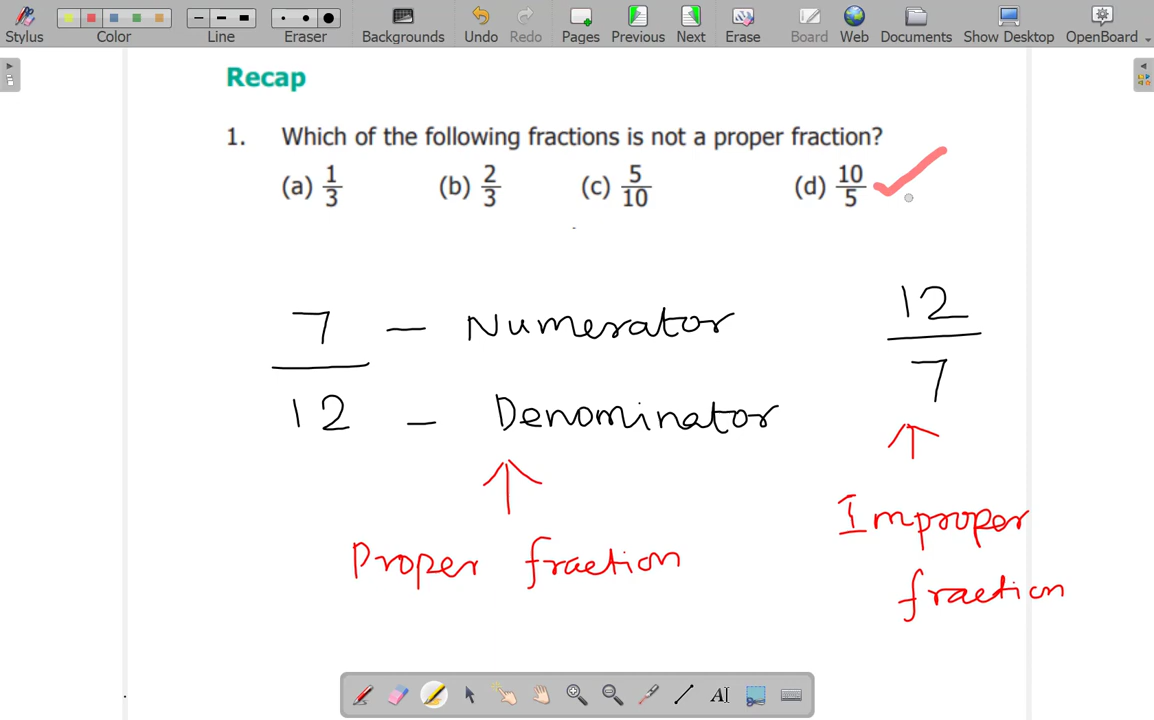 Stylus Color Line Eraser Backgrounds Undo Redo Pages Previous Next Erase Board Web Documents Show Desktop OpenBoard
Recap
1. Which of the following fractions is not a proper fraction?
(a) 1/3 (b) 2/3 (c) 5/10 (d) 10/5
7 — Numerator
12 — Denominator
12
7
Proper fraction
Improper
fraction
AI